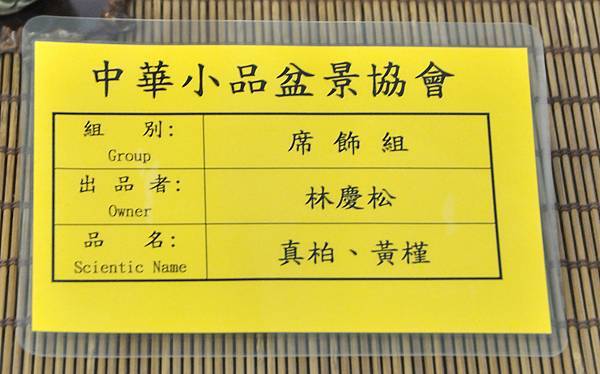 中華小品盆景協會
組 別: 席 飾 組
Group
出 品 者: 林慶松
Owner
品 名: 真柏、黃槿
Scientic Name